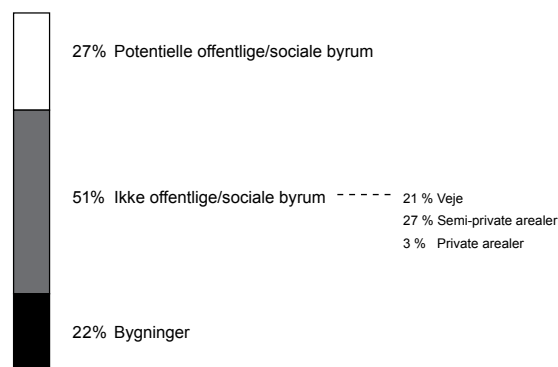 27% Potentielle offentlige/sociale byrum
51% Ikke offentlige/sociale byrum
21 % Veje
27 % Semi-private arealer
3 % Private arealer
22% Bygninger